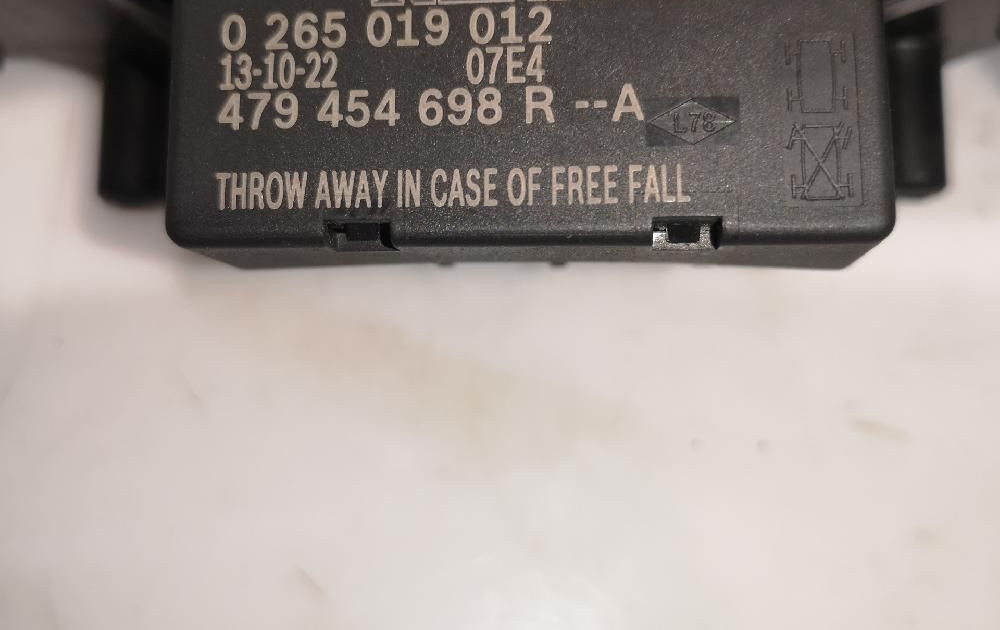 0 265 019 012
13-10-22 07E4
479 454 698 R --A
L78
THROW AWAY IN CASE OF FREE FALL